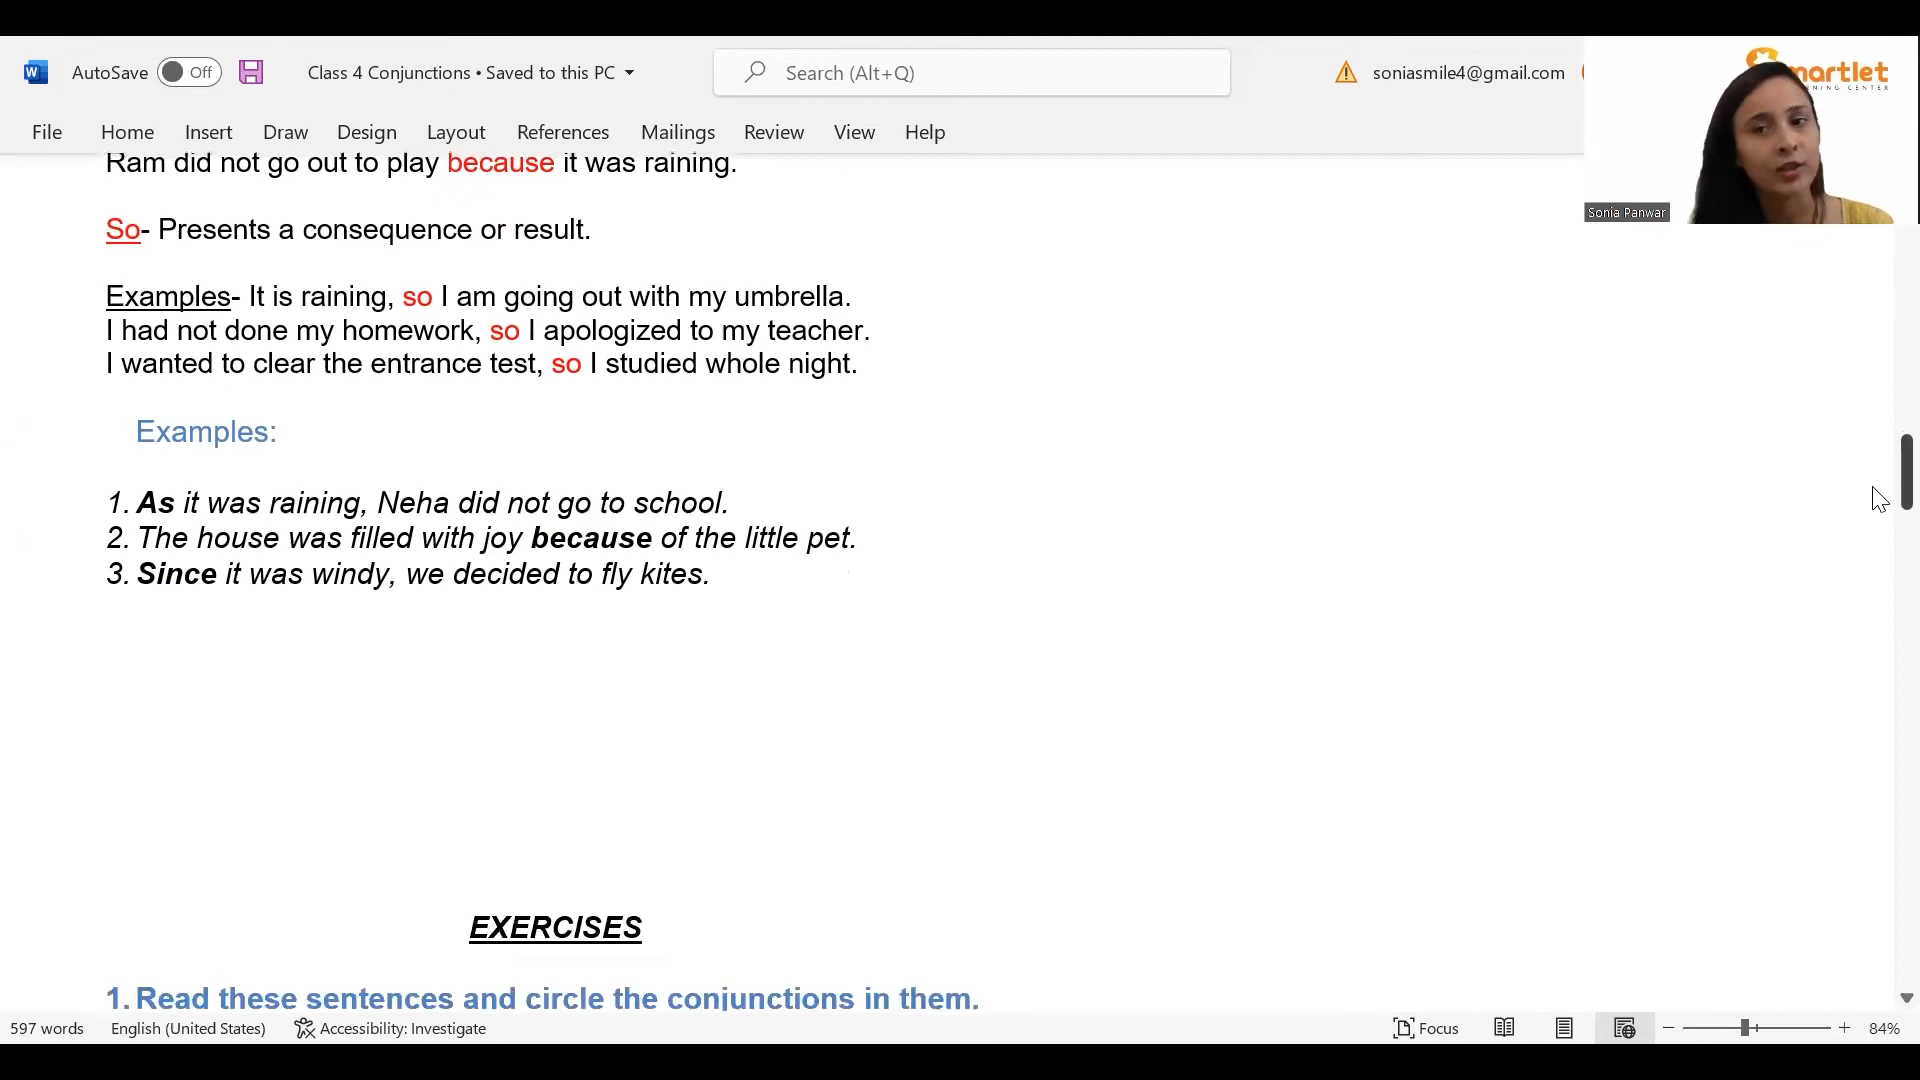 AutoSave Off Class 4 Conjunctions • Saved to this PC Search (Alt+Q) soniasmile4@gmail.com
martlet
RNING CENTER
File Home Insert Draw Design Layout References Mailings Review View Help
Ram did not go out to play because it was raining.
Sonia Panwar
So- Presents a consequence or result.
Examples- It is raining, so I am going out with my umbrella.
I had not done my homework, so I apologized to my teacher.
I wanted to clear the entrance test, so I studied whole night.
Examples:
1. As it was raining, Neha did not go to school.
2. The house was filled with joy because of the little pet.
3. Since it was windy, we decided to fly kites.
EXERCISES
1. Read these sentences and circle the conjunctions in them.
597 words English (United States) Accessibility: Investigate Focus 84%